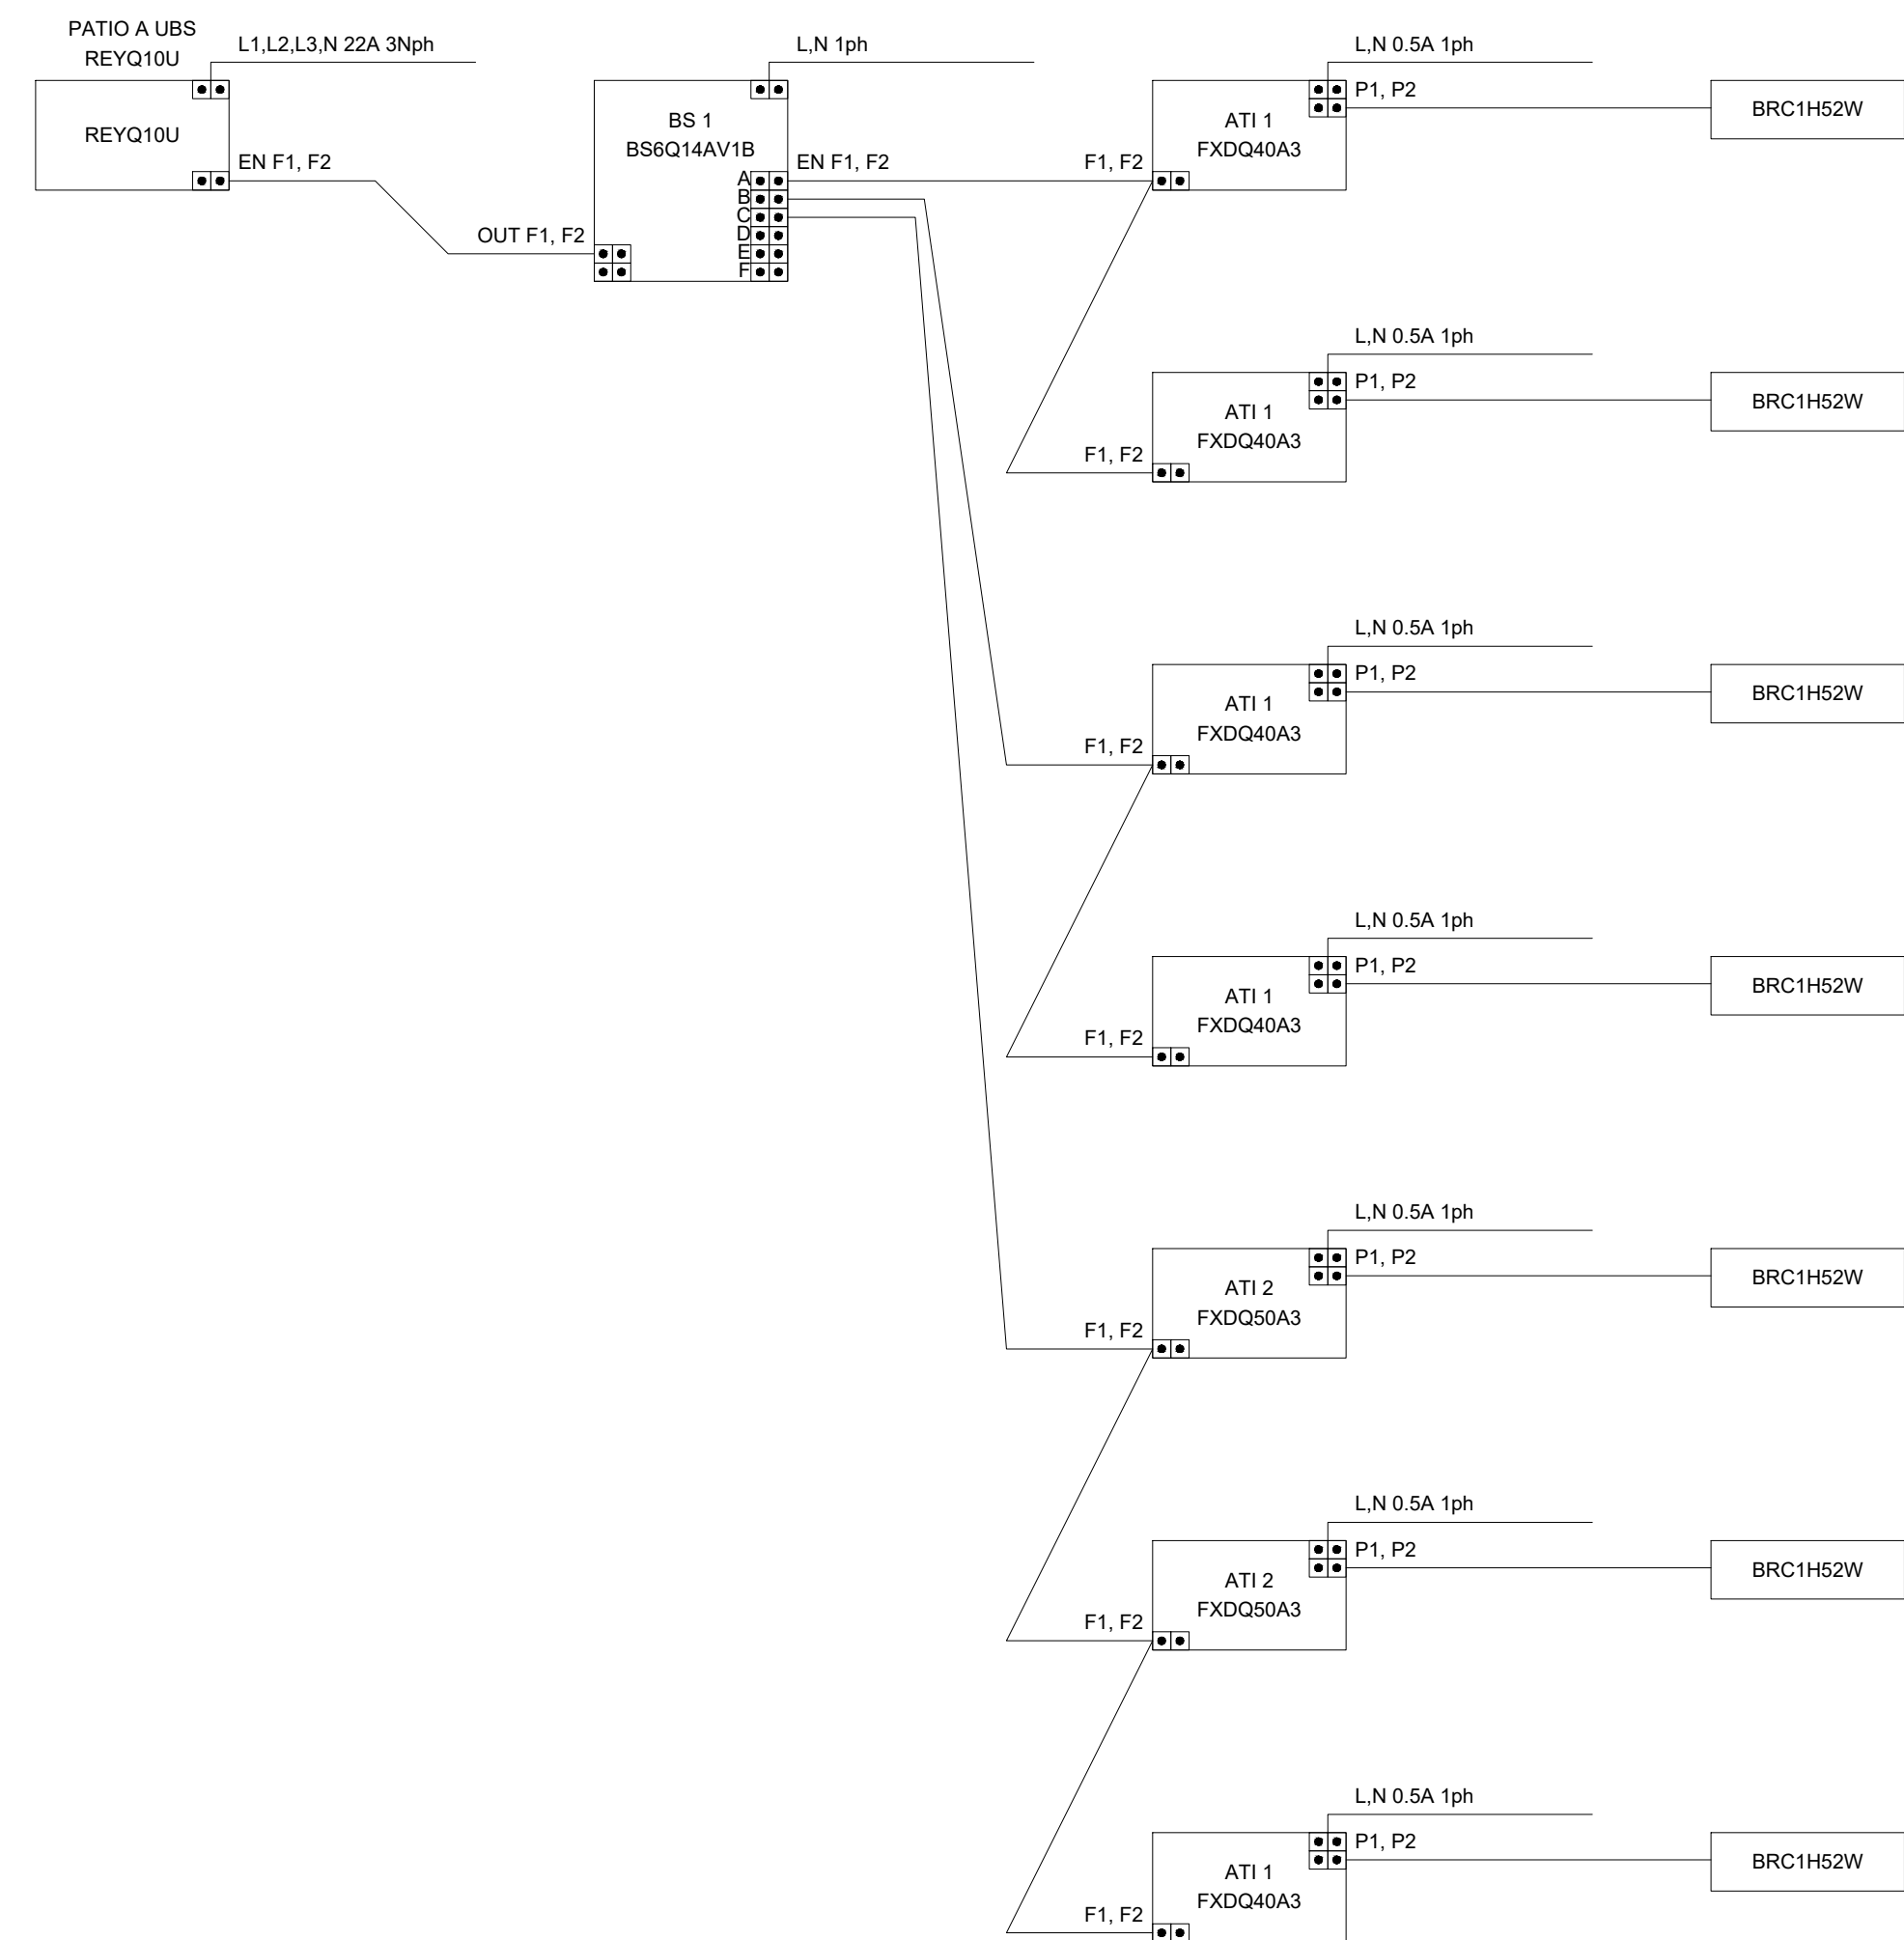 PATIO A UBS
REYQ10U
L1,L2,L3,N 22A 3Nph
REYQ10U
EN F1, F2
OUT F1, F2
L,N 1ph
BS 1
BS6Q14AV1B
A
B
C
D
E
F
EN F1, F2
L,N 0.5A 1ph
P1, P2
ATI 1
FXDQ40A3
F1, F2
BRC1H52W
L,N 0.5A 1ph
P1, P2
ATI 1
FXDQ40A3
F1, F2
BRC1H52W
L,N 0.5A 1ph
P1, P2
ATI 1
FXDQ40A3
F1, F2
BRC1H52W
L,N 0.5A 1ph
P1, P2
ATI 1
FXDQ40A3
F1, F2
BRC1H52W
L,N 0.5A 1ph
P1, P2
ATI 2
FXDQ50A3
F1, F2
BRC1H52W
L,N 0.5A 1ph
P1, P2
ATI 2
FXDQ50A3
F1, F2
BRC1H52W
L,N 0.5A 1ph
P1, P2
ATI 1
FXDQ40A3
F1, F2
BRC1H52W